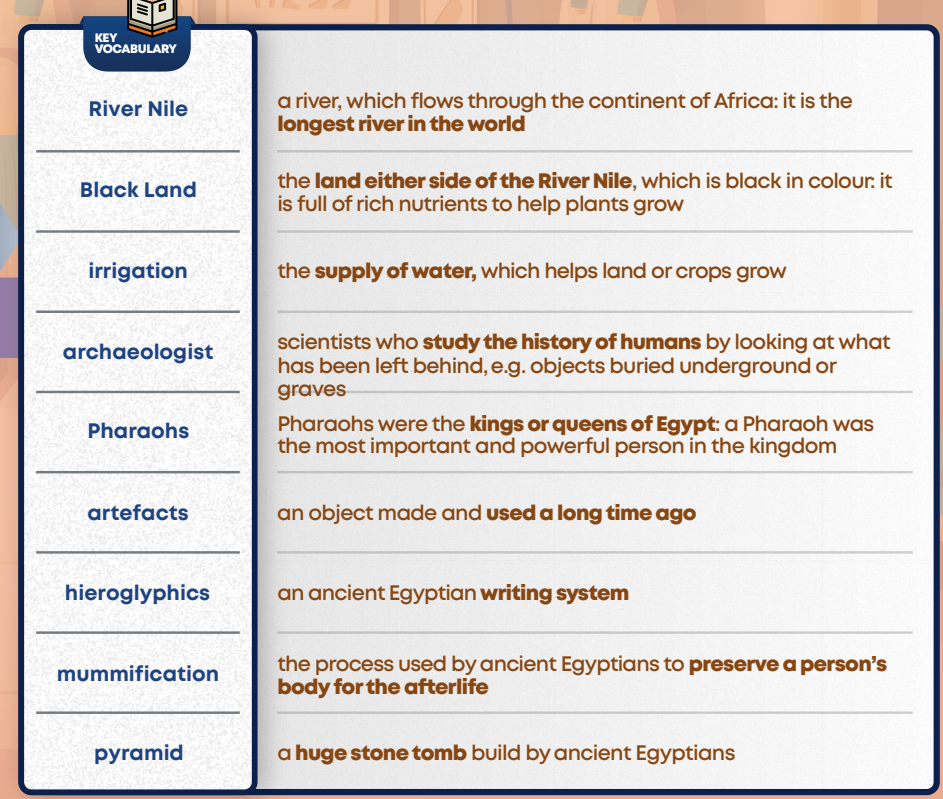 KEY
VOCABULARY
River Nile
a river, which flows through the continent of Africa: it is the
longest river in the world
Black Land
the land either side of the River Nile, which is black in colour: it
is full of rich nutrients to help plants grow
irrigation
the supply of water, which helps land or crops grow
archaeologist
scientists who study the history of humans by looking at what
has been left behind, e.g. objects buried underground or
graves
Pharaohs
Pharaohs were the kings or queens of Egypt: a Pharaoh was
the most important and powerful person in the kingdom
artefacts
an object made and used a long time ago
hieroglyphics
an ancient Egyptian writing system
mummification
the process used by ancient Egyptians to preserve a person's
body for the afterlife
pyramid
a huge stone tomb build by ancient Egyptians